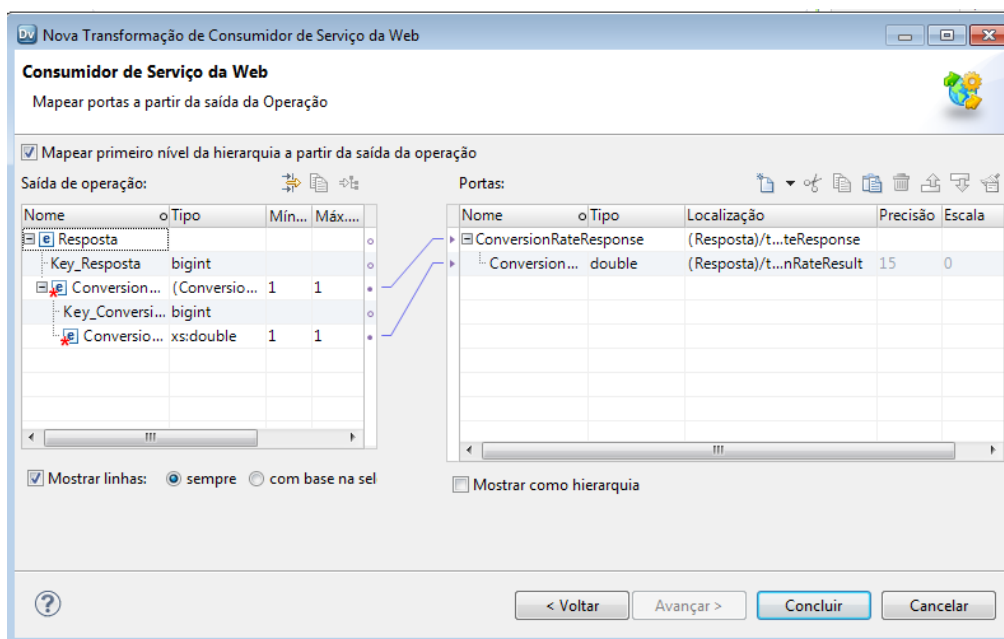 Dv Nova Transformação de Consumidor de Serviço da Web
Consumidor de Serviço da Web
Mapear portas a partir da saída da Operação
Mapear primeiro nível da hierarquia a partir da saída da operação
Saída de operação:
Nome o Tipo Mín... Máx....
e Resposta
Key_Resposta bigint
e Conversion... (Conversio... 1 1
Key_Conversi... bigint
e Conversio... xs:double 1 1
Mostrar linhas: sempre com base na sel
Portas:
Nome o Tipo Localização Precisão Escala
ConversionRateResponse (Resposta)/t...teResponse
Conversion... double (Resposta)/t...nRateResult 15 0
Mostrar como hierarquia
? < Voltar Avançar > Concluir Cancelar